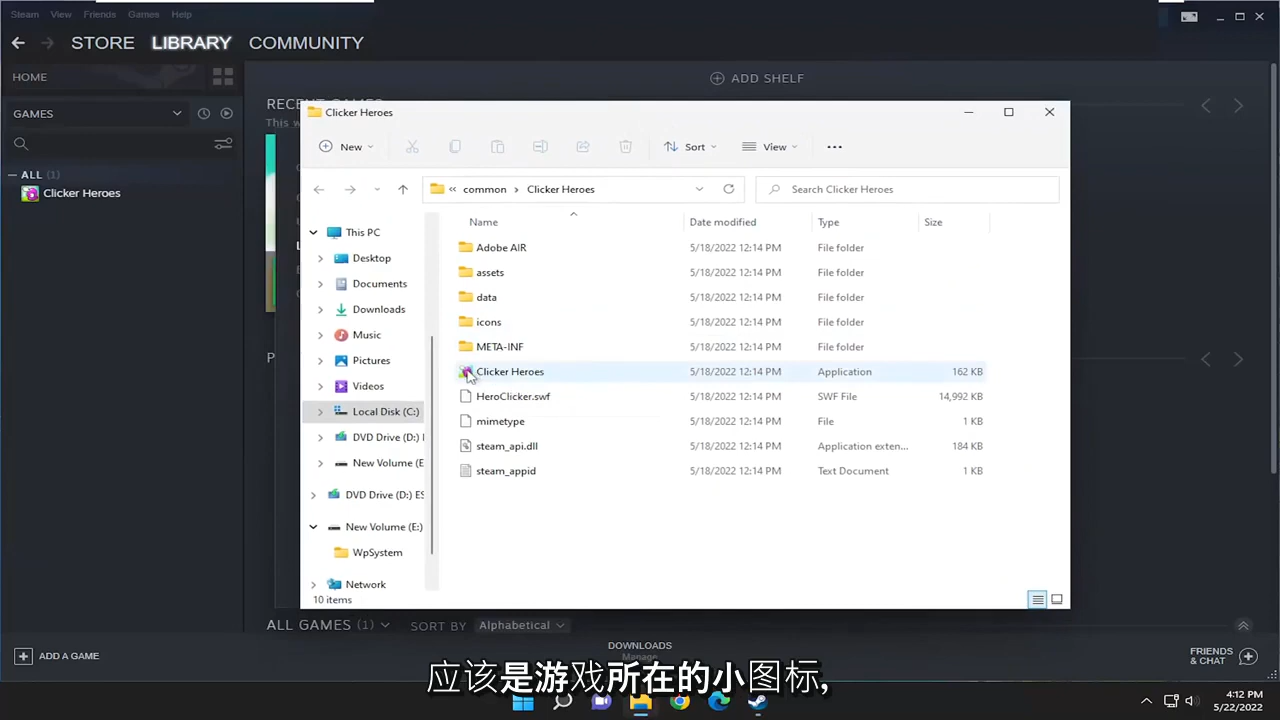 Steam View Friends Games Help
STORE LIBRARY COMMUNITY
HOME
ADD SHELF
GAMES
RECENT GAMES
This w
ALL (1)
Clicker Heroes
Clicker Heroes
New Sort View
common Clicker Heroes
Search Clicker Heroes
Name Date modified Type Size
This PC
Desktop
Documents
Downloads
Music
Pictures
Videos
Local Disk (C:)
DVD Drive (D:)
New Volume (E
DVD Drive (D:) ES
New Volume (E:)
WpSystem
Network
Adobe AIR 5/18/2022 12:14 PM File folder
assets 5/18/2022 12:14 PM File folder
data 5/18/2022 12:14 PM File folder
icons 5/18/2022 12:14 PM File folder
META-INF 5/18/2022 12:14 PM File folder
Clicker Heroes 5/18/2022 12:14 PM Application 162 KB
HeroClicker.swf 5/18/2022 12:14 PM SWF File 14,992 KB
mimetype 5/18/2022 12:14 PM File 1 KB
steam_api.dll 5/18/2022 12:14 PM Application exten... 184 KB
steam_appid 5/18/2022 12:14 PM Text Document 1 KB
10 items
ALL GAMES (1) SORT BY Alphabetical
ADD A GAME
DOWNLOADS
Manage
FRIENDS
& CHAT
应该是游戏所在的小图标,
4:12 PM
5/22/2022